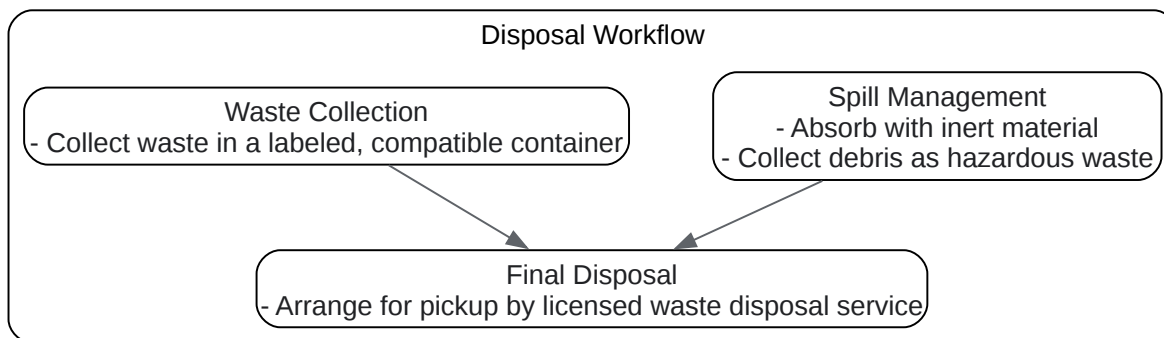 Disposal Workflow
Waste Collection
- Collect waste in a labeled, compatible container
Spill Management
- Absorb with inert material
- Collect debris as hazardous waste
Final Disposal
- Arrange for pickup by licensed waste disposal service